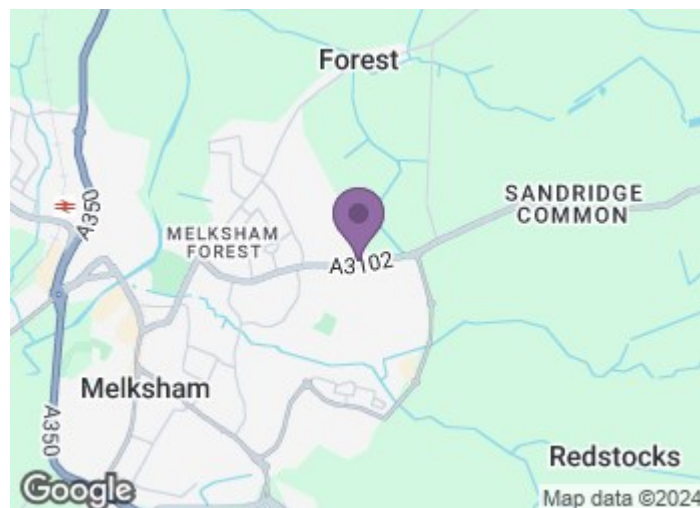 Forest
A350
SANDRIDGE
COMMON
MELKSHAM
FOREST
A3102
Melksham
A350
Redstocks
Google
Map data ©2024